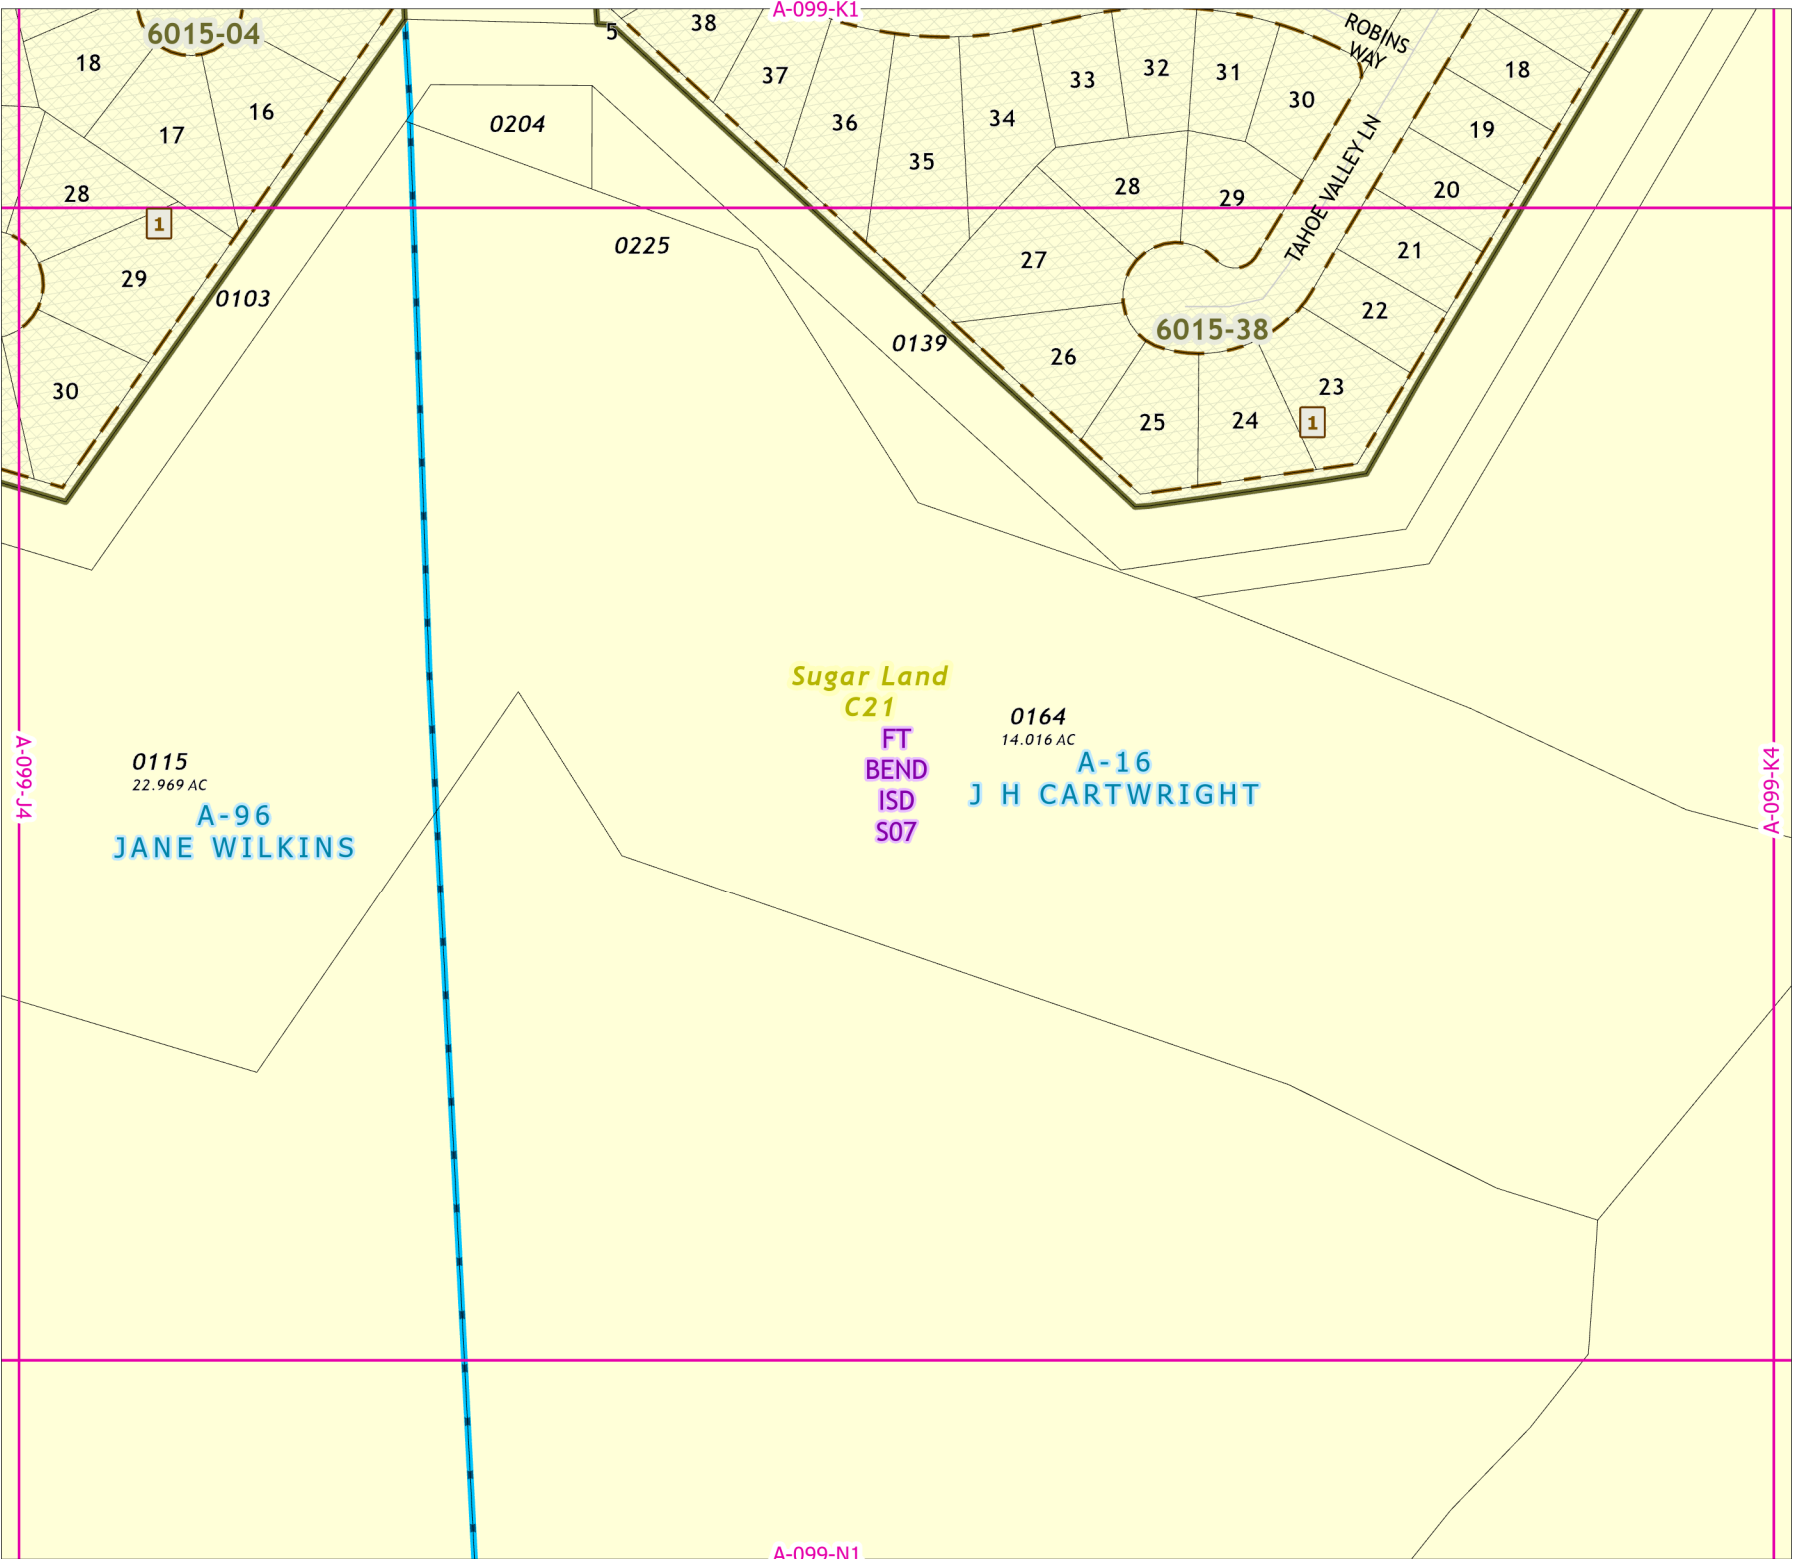 A-099-K1
6015-04
18
17
16
28
1
29
30
0103
0204
0225
0139
5
38
37
36
35
34
33
32
31
30
ROBINS
WAY
TAHOE VALLEY LN
28
29
27
26
25
24
23
1
6015-38
18
19
20
21
22
Sugar Land
C21
FT
BEND
ISD
S07
0164
14.016 AC
A-16
J H CARTWRIGHT
0115
22.969 AC
A-96
JANE WILKINS
A-099-J4
A-099-K4
A-099-N1